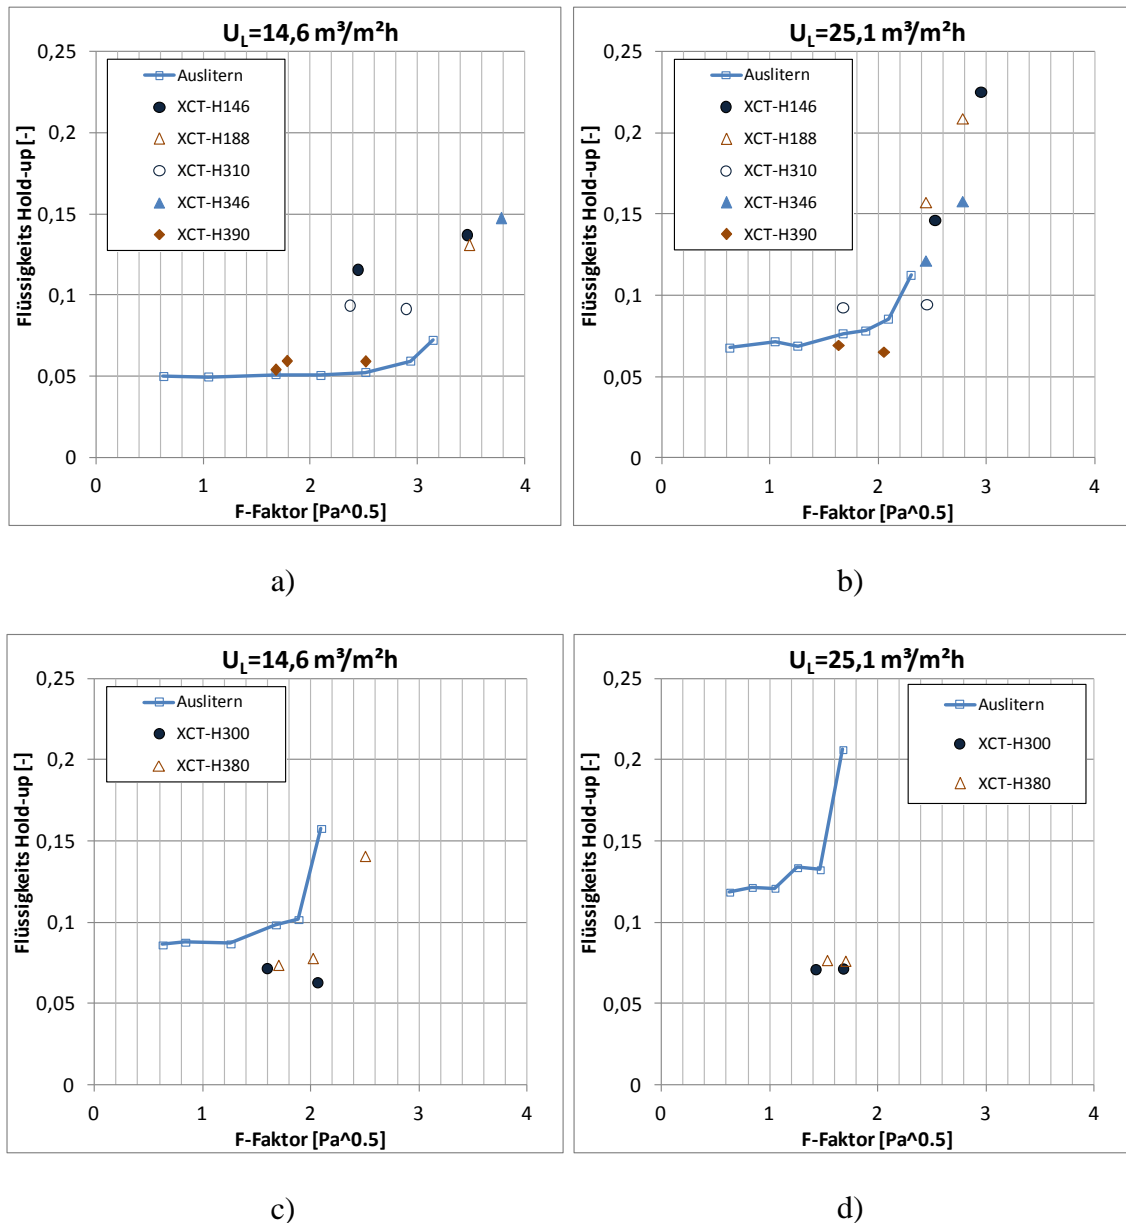 U_L=14,6 m³/m²h
0,25
0,2
0,15
0,1
0,05
0
Flüssigkeits Hold-up [-]
Auslitern
XCT-H146
XCT-H188
XCT-H310
XCT-H346
XCT-H390
0 1 2 3 4
F-Faktor [Pa^0.5]
a)
U_L=25,1 m³/m²h
0,25
0,2
0,15
0,1
0,05
0
Flüssigkeits Hold-up [-]
Auslitern
XCT-H146
XCT-H188
XCT-H310
XCT-H346
XCT-H390
0 1 2 3 4
F-Faktor [Pa^0.5]
b)
U_L=14,6 m³/m²h
0,25
0,2
0,15
0,1
0,05
0
Flüssigkeits Hold-up [-]
Auslitern
XCT-H300
XCT-H380
0 1 2 3 4
F-Faktor [Pa^0.5]
c)
U_L=25,1 m³/m²h
0,25
0,2
0,15
0,1
0,05
0
Flüssigkeits Hold-up [-]
Auslitern
XCT-H300
XCT-H380
0 1 2 3 4
F-Faktor [Pa^0.5]
d)